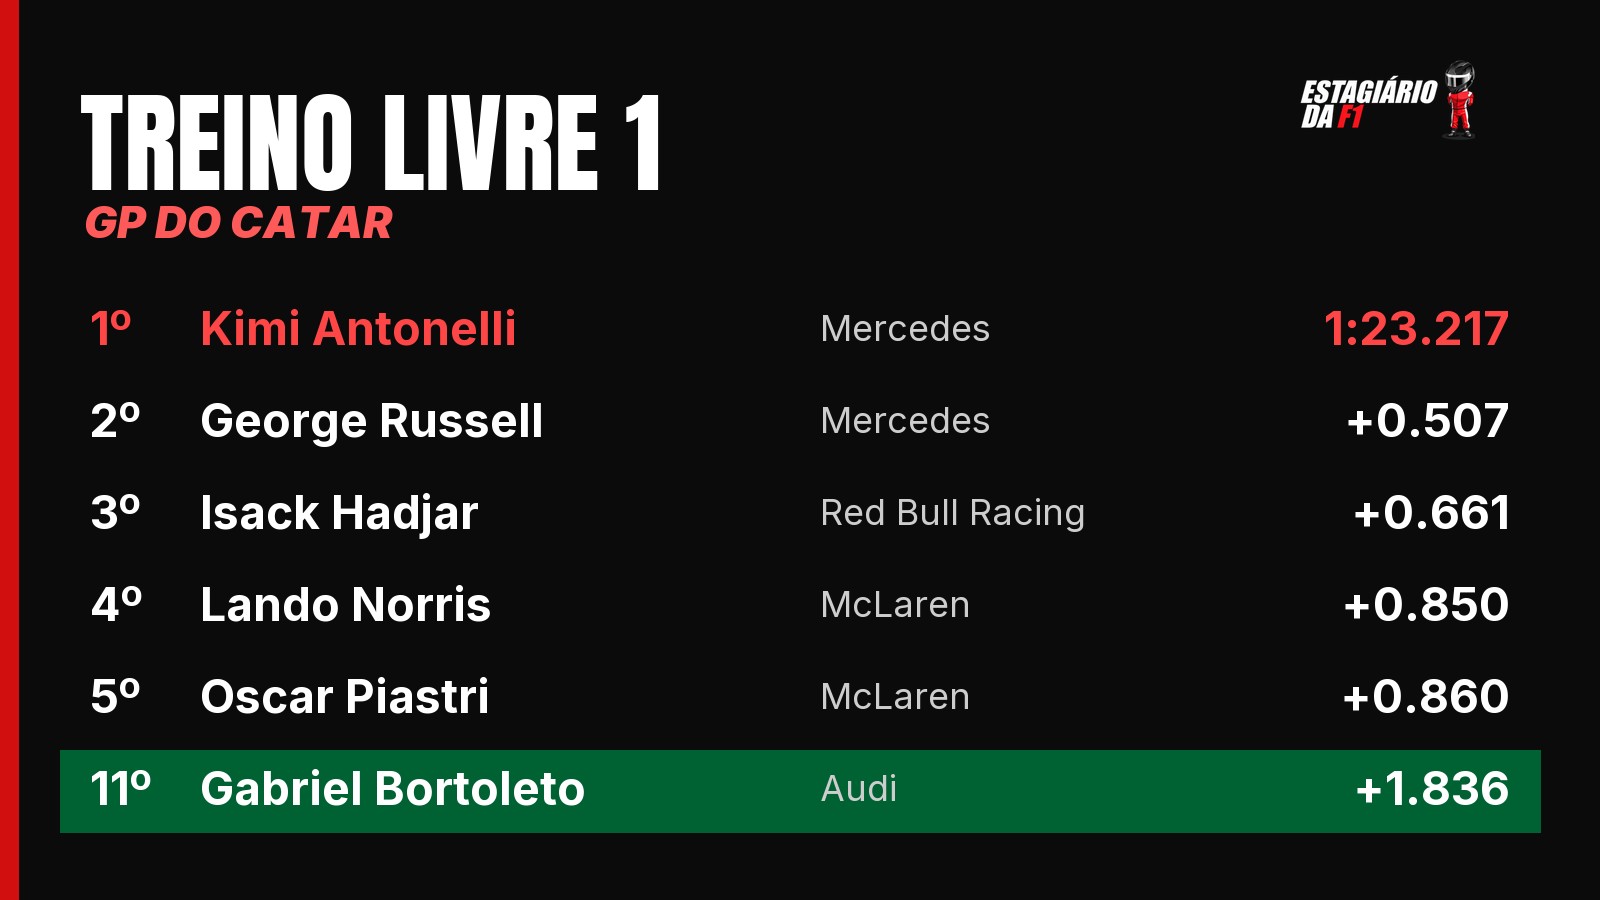 TREINO LIVRE 1
GP DO CATAR
ESTAGIÁRIO
DA F1
1º Kimi Antonelli Mercedes 1:23.217
2º George Russell Mercedes +0.507
3º Isack Hadjar Red Bull Racing +0.661
4º Lando Norris McLaren +0.850
5º Oscar Piastri McLaren +0.860
11º Gabriel Bortoleto Audi +1.836